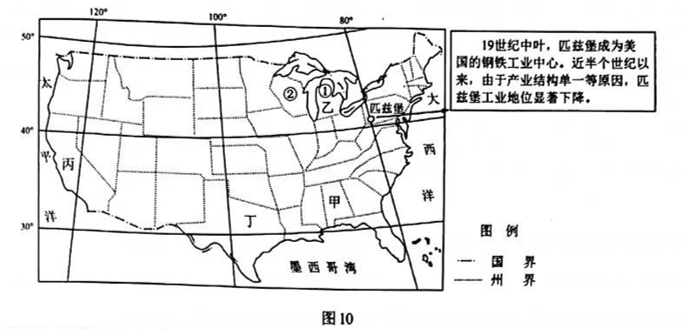 120°
100°
80°
50°
40°
30°
太
平
洋
丙
②
①
乙
匹兹堡
大
西
洋
甲
丁
墨西哥湾
19世纪中叶，匹兹堡成为美
国的钢铁工业中心。近半个世纪以
来，由于产业结构单一等原因，匹
兹堡工业地位显著下降。
图 例
国 界
州 界
图10